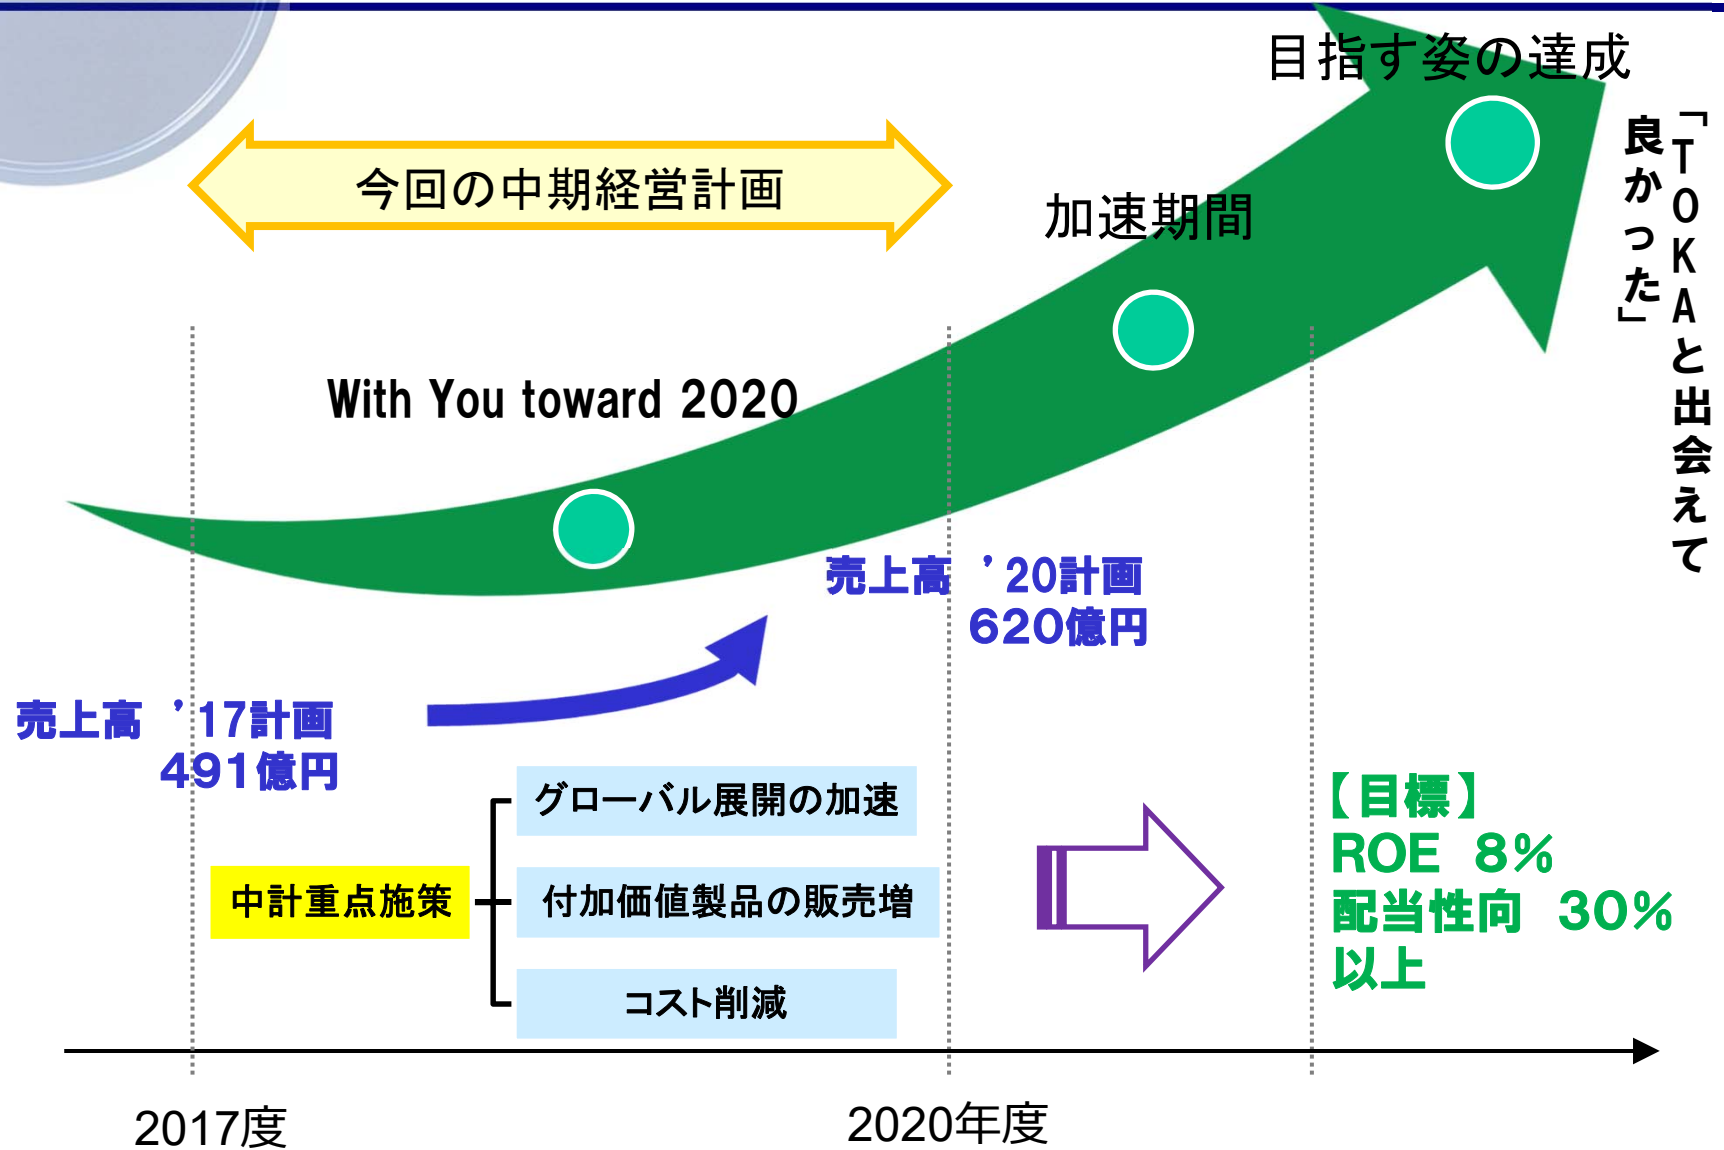 目指す姿の達成
「TOKAと出会えて
良かった」
今回の中期経営計画
加速期間
With You toward 2020
売上高 ’20計画
620億円
売上高 ’17計画
491億円
中計重点施策
グローバル展開の加速
付加価値製品の販売増
コスト削減
【目標】
ROE 8%
配当性向 30%
以上
2017度
2020年度